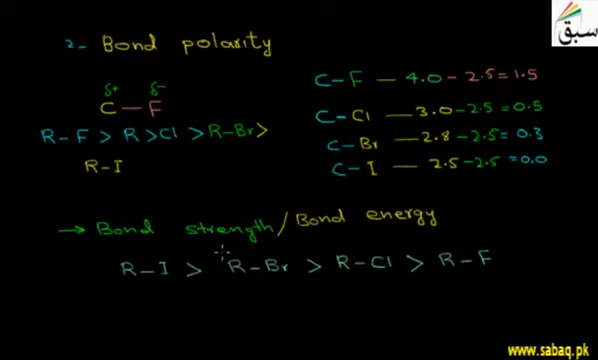 سبق
2- Bond polarity
δ+ δ-
C - F
R-F > R>Cl > R-Br>
R-I
C-F — 4.0 - 2.5 = 1.5
C-Cl — 3.0 - 2.5 = 0.5
C-Br — 2.8 - 2.5 = 0.3
C-I — 2.5 - 2.5 = 0.0
→ Bond strength / Bond energy
R-I > R-Br > R-Cl > R-F
www.sabaq.pk